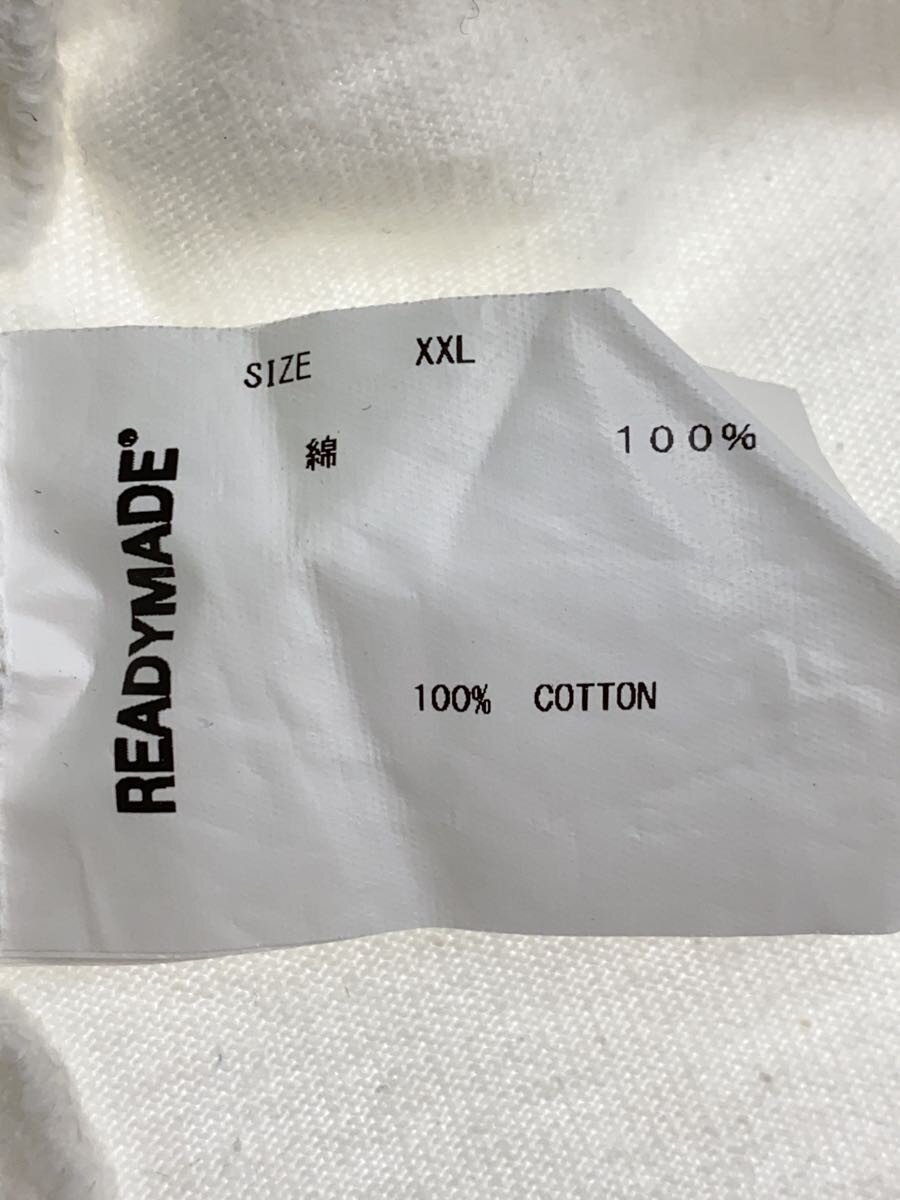 SIZE XXL
綿 １００％
100% COTTON
READYMADE®